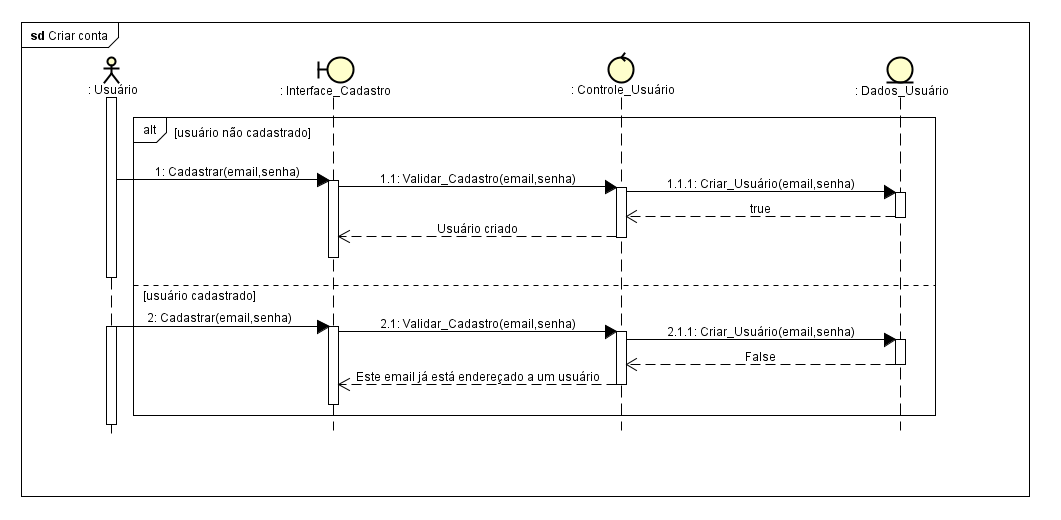 sd Criar conta
: Usuário
: Interface_Cadastro
: Controle_Usuário
: Dados_Usuário
alt
[usuário não cadastrado]
1: Cadastrar(email,senha)
1.1: Validar_Cadastro(email,senha)
1.1.1: Criar_Usuário(email,senha)
true
Usuário criado
[usuário cadastrado]
2: Cadastrar(email,senha)
2.1: Validar_Cadastro(email,senha)
2.1.1: Criar_Usuário(email,senha)
False
Este email já está endereçado a um usuário